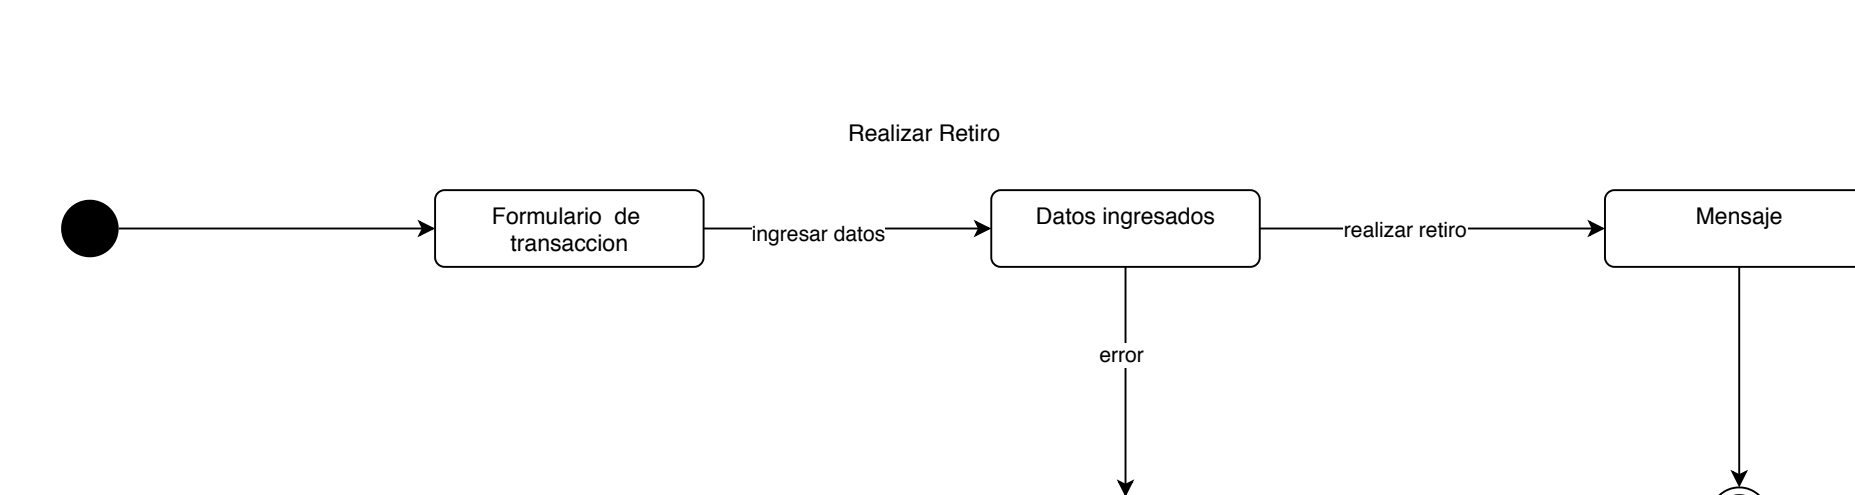 Realizar Retiro
Formulario de
transaccion
ingresar datos
Datos ingresados
realizar retiro
Mensaje
error